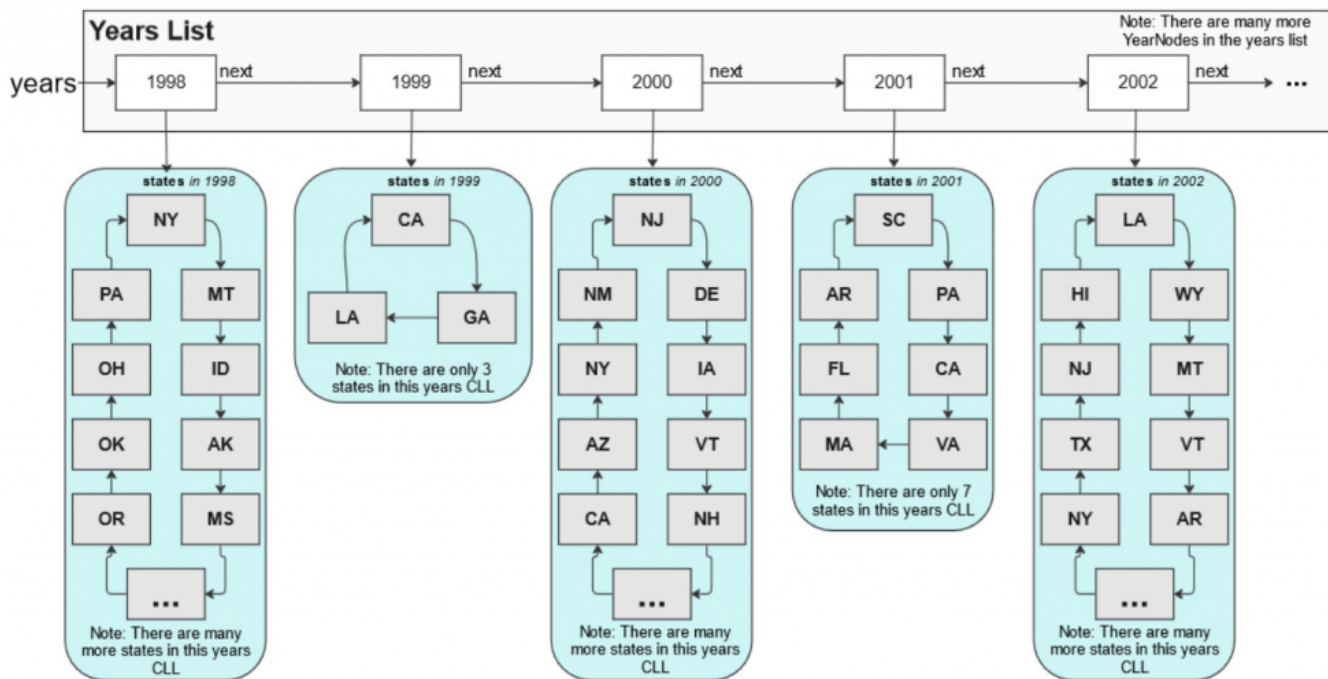 Years List
Note: There are many more
YearNodes in the years list
years
1998
next
1999
next
2000
next
2001
next
2002
next
...
states in 1998
NY
PA
MT
OH
ID
OK
AK
OR
MS
...
Note: There are many
more states in this years
CLL
states in 1999
CA
LA
GA
Note: There are only 3
states in this years CLL
states in 2000
NJ
NM
DE
NY
IA
AZ
VT
CA
NH
...
Note: There are many
more states in this years
CLL
states in 2001
SC
AR
PA
FL
CA
MA
VA
Note: There are only 7
states in this years CLL
states in 2002
LA
HI
WY
NJ
MT
TX
VT
NY
AR
...
Note: There are many
more states in this years
CLL